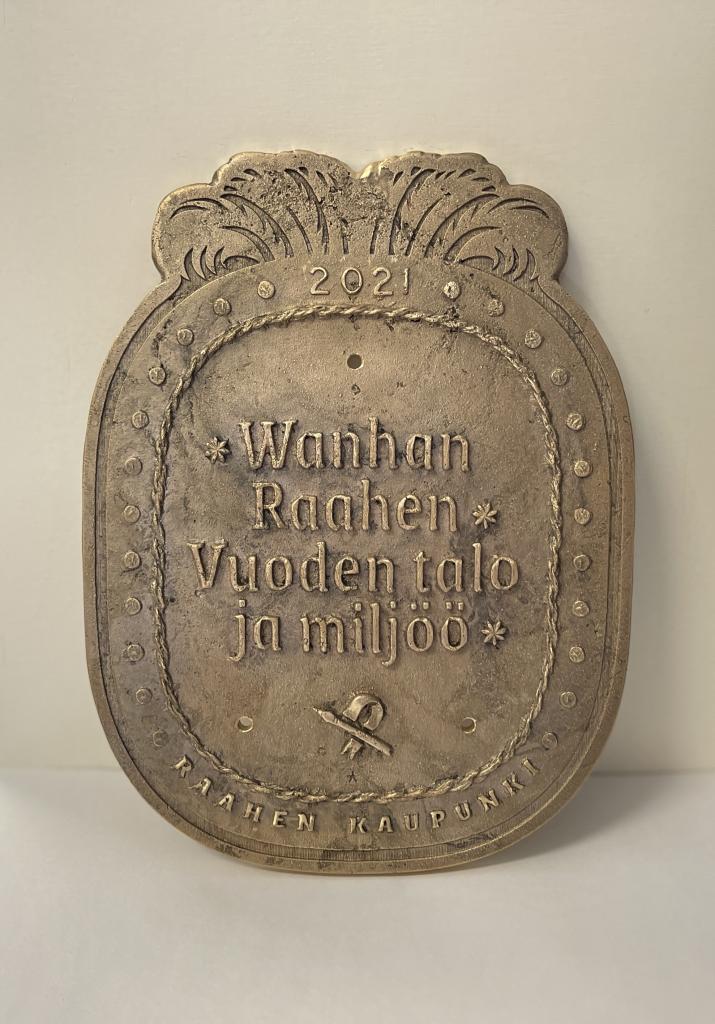 2021
* Wanhan
Raahen *
Vuoden talo
ja miljöö *
RAAHEN KAUPUNKI